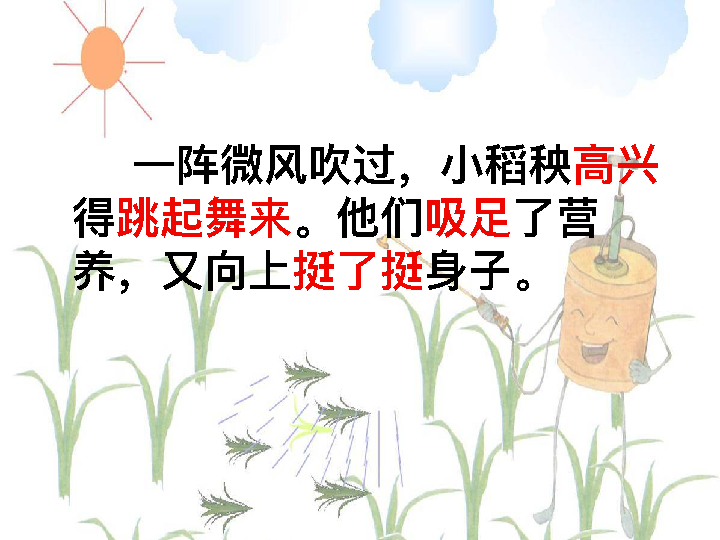 一阵微风吹过，小稻秧高兴
得跳起舞来。他们吸足了营
养，又向上挺了挺身子。